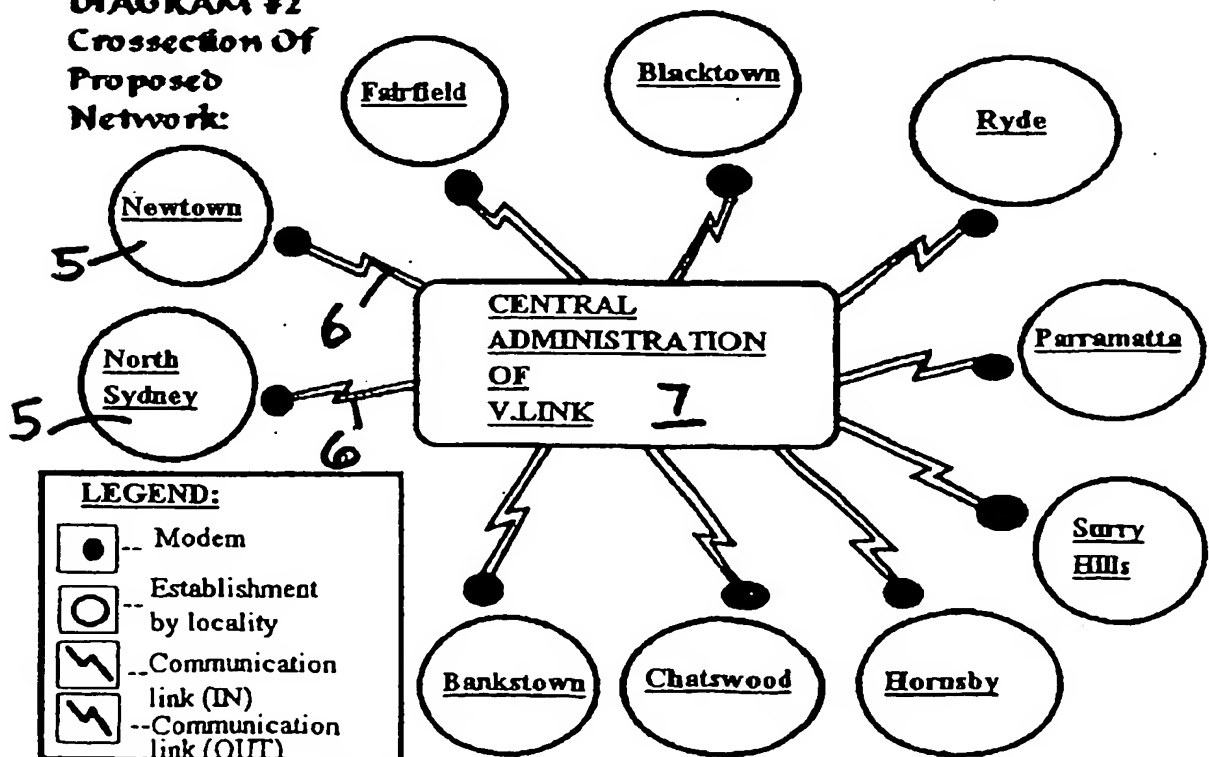 DIAGRAM #2
Crossection Of
Proposed
Network:
Fairfield
Blacktown
Ryde
Newtown
5
6
North
Sydney
5
6
CENTRAL
ADMINISTRATION
OF
V.LINK
7
Parramatta
Surry
Hills
Bankstown
Chatswood
Hornsby
LEGEND:
-- Modem
-- Establishment
by locality
-- Communication
link (IN)
-- Communication
link (OUT)